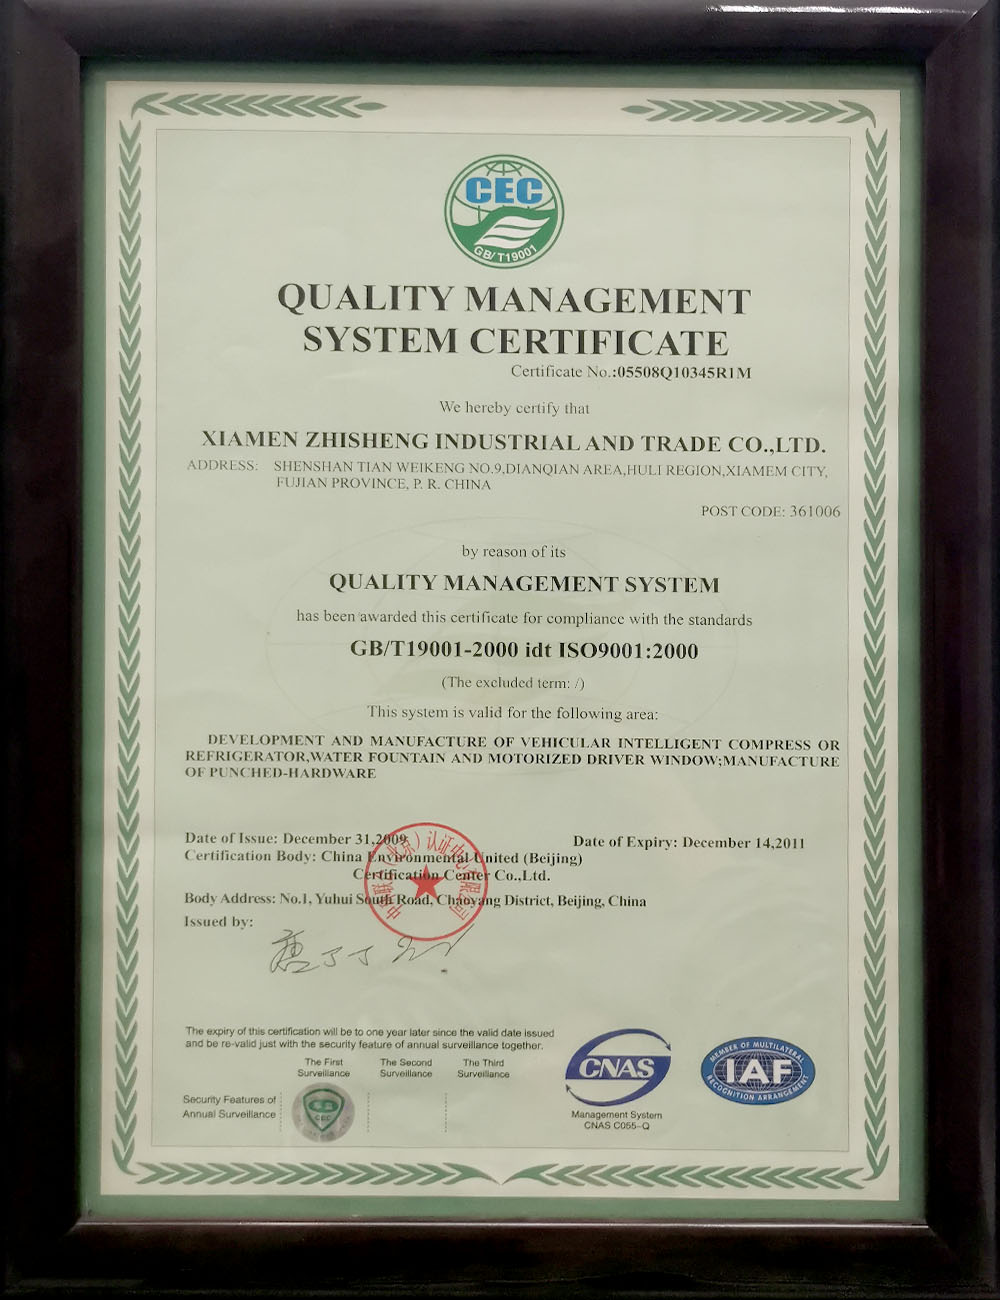 CEC
GB/T19001
QUALITY MANAGEMENT
SYSTEM CERTIFICATE
Certificate No.:05508Q10345R1M
We hereby certify that
XIAMEN ZHISHENG INDUSTRIAL AND TRADE CO.,LTD.
ADDRESS: SHENSHAN TIAN WEIKENG NO.9,DIANQIAN AREA,HULI REGION,XIAMEM CITY,
FUJIAN PROVINCE, P. R. CHINA
POST CODE: 361006
by reason of its
QUALITY MANAGEMENT SYSTEM
has been awarded this certificate for compliance with the standards
GB/T19001-2000 idt ISO9001:2000
(The excluded term: /)
This system is valid for the following area:
DEVELOPMENT AND MANUFACTURE OF VEHICULAR INTELLIGENT COMPRESS OR
REFRIGERATOR,WATER FOUNTAIN AND MOTORIZED DRIVER WINDOW;MANUFACTURE
OF PUNCHED-HARDWARE
Date of Issue: December 31,2009 Date of Expiry: December 14,2011
Certification Body: China Environmental United (Beijing)
Certification Center Co.,Ltd.
Body Address: No.1, Yuhui South Road, Chaoyang District, Beijing, China
Issued by:
The expiry of this certification will be to one year later since the valid date issued
and be re-valid just with the security feature of annual surveillance together.
The First The Second The Third
Surveillance Surveillance Surveillance
Security Features of
Annual Surveillance
CEC
CNAS
Management System
CNAS C055-Q
MEMBER OF MULTILATERAL
IAF
RECOGNITION ARRANGEMENT